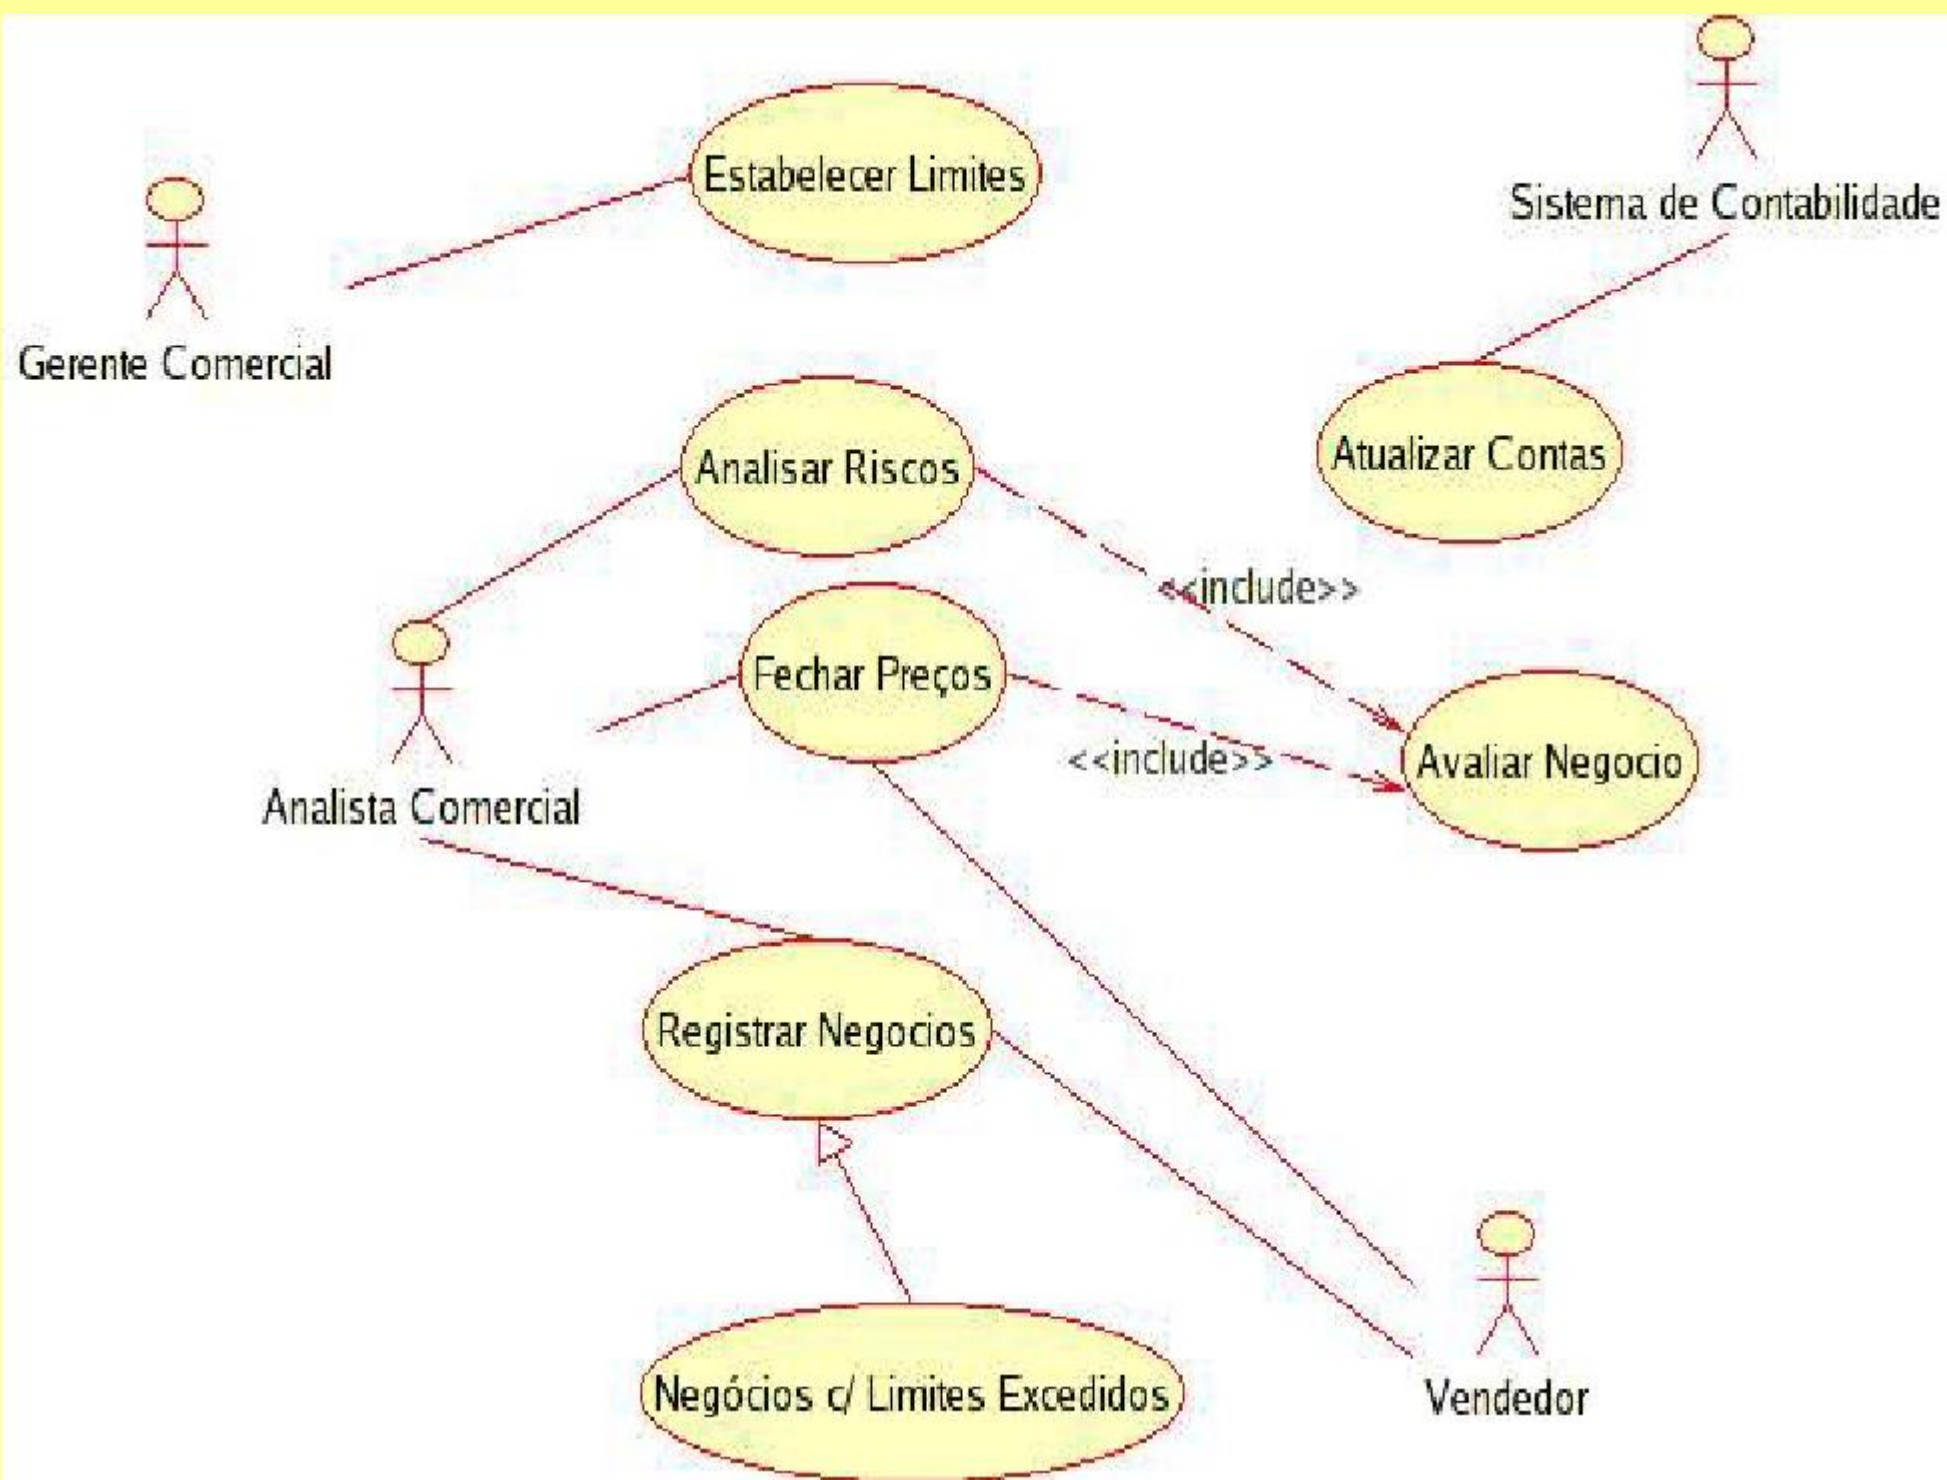 Estabelecer Limites
Sistema de Contabilidade
Gerente Comercial
Analisar Riscos
Atualizar Contas
<<include>>
Fechar Preços
<<include>>
Avaliar Negocio
Analista Comercial
Registrar Negocios
Negócios c/ Limites Excedidos
Vendedor